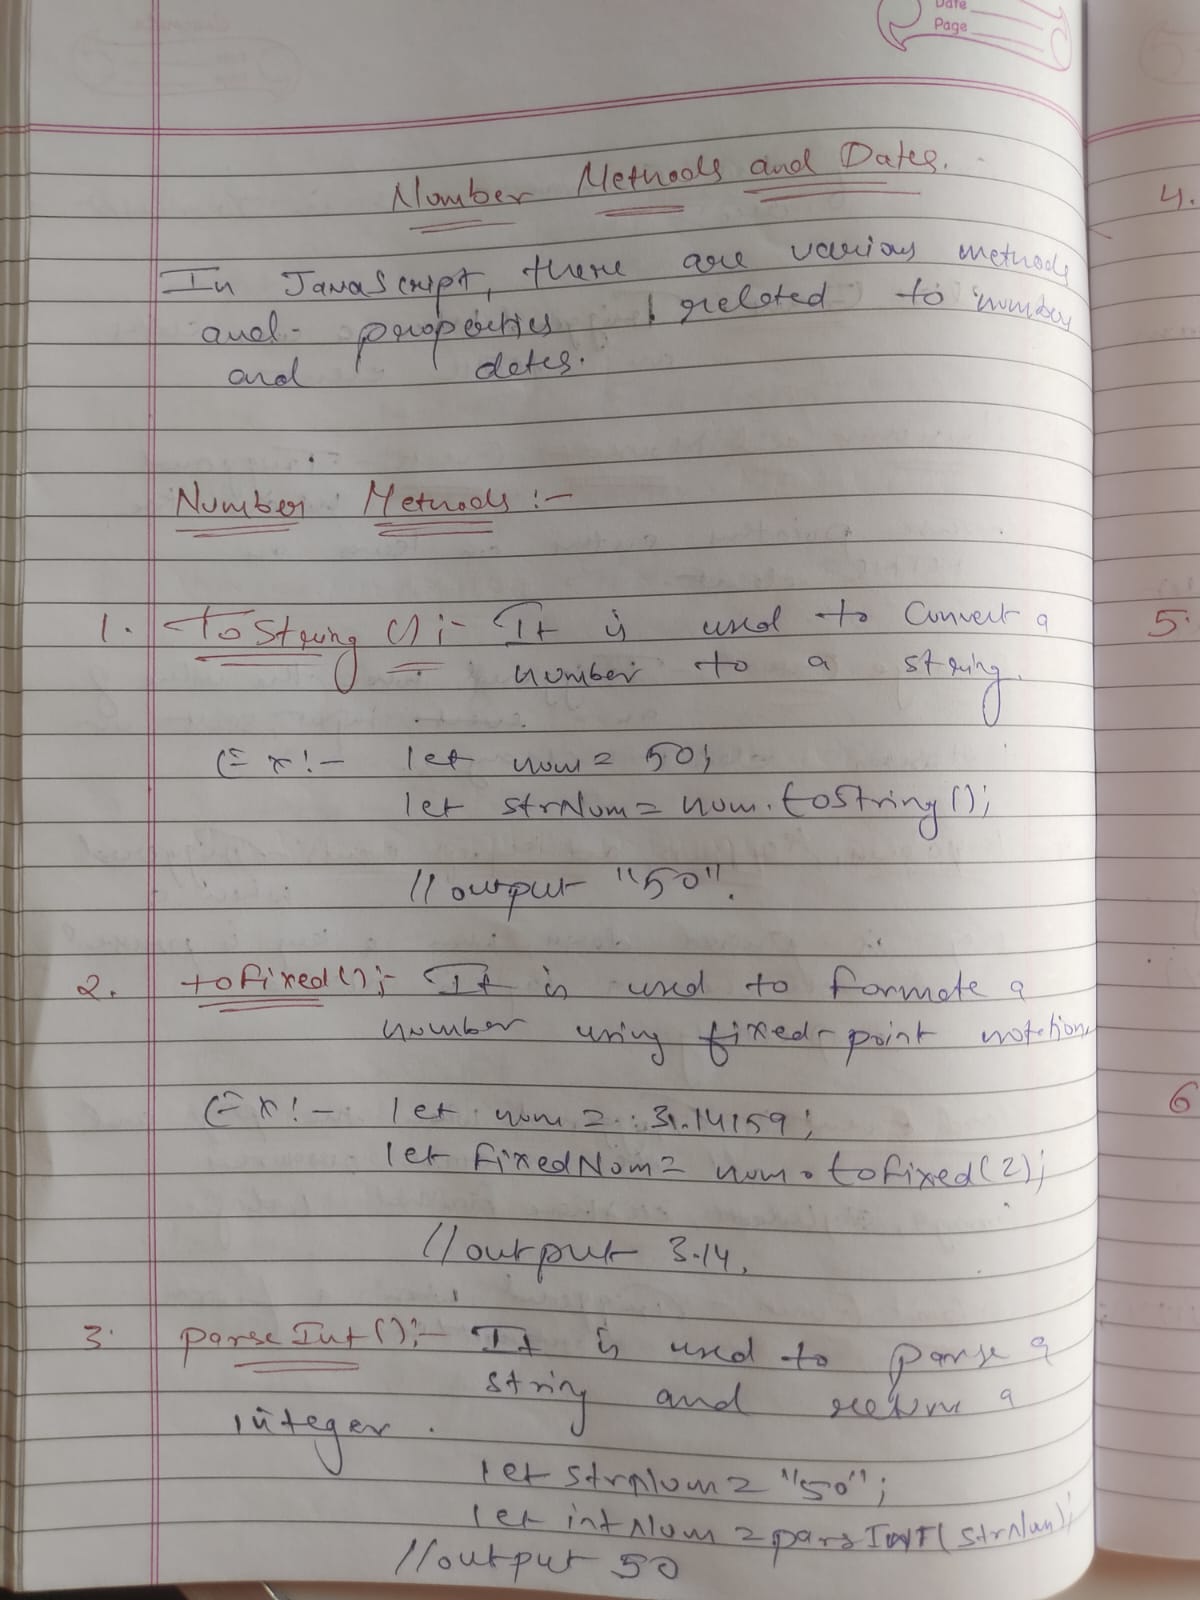 Date
Page
Number Methods and Dates.
In JavaScript, there are various methods
and properties related to number
and dates.
Number Methods :-
1. ToString () :- It is used to Convert a
number to a string.
Ex :- let num = 50;
let strNum = num.toString();
// output "50".
2. toFixed() :- It is used to formate a
number using fixed-point notation
Ex :- let num = 3.14159;
let fixedNum = num.toFixed(2);
// output 3.14.
3. parseInt() :- It is used to parse a
string and return a
integer.
let strNum = "50";
let intNum = parsINT(strNum);
// output 50
4.
5.
6